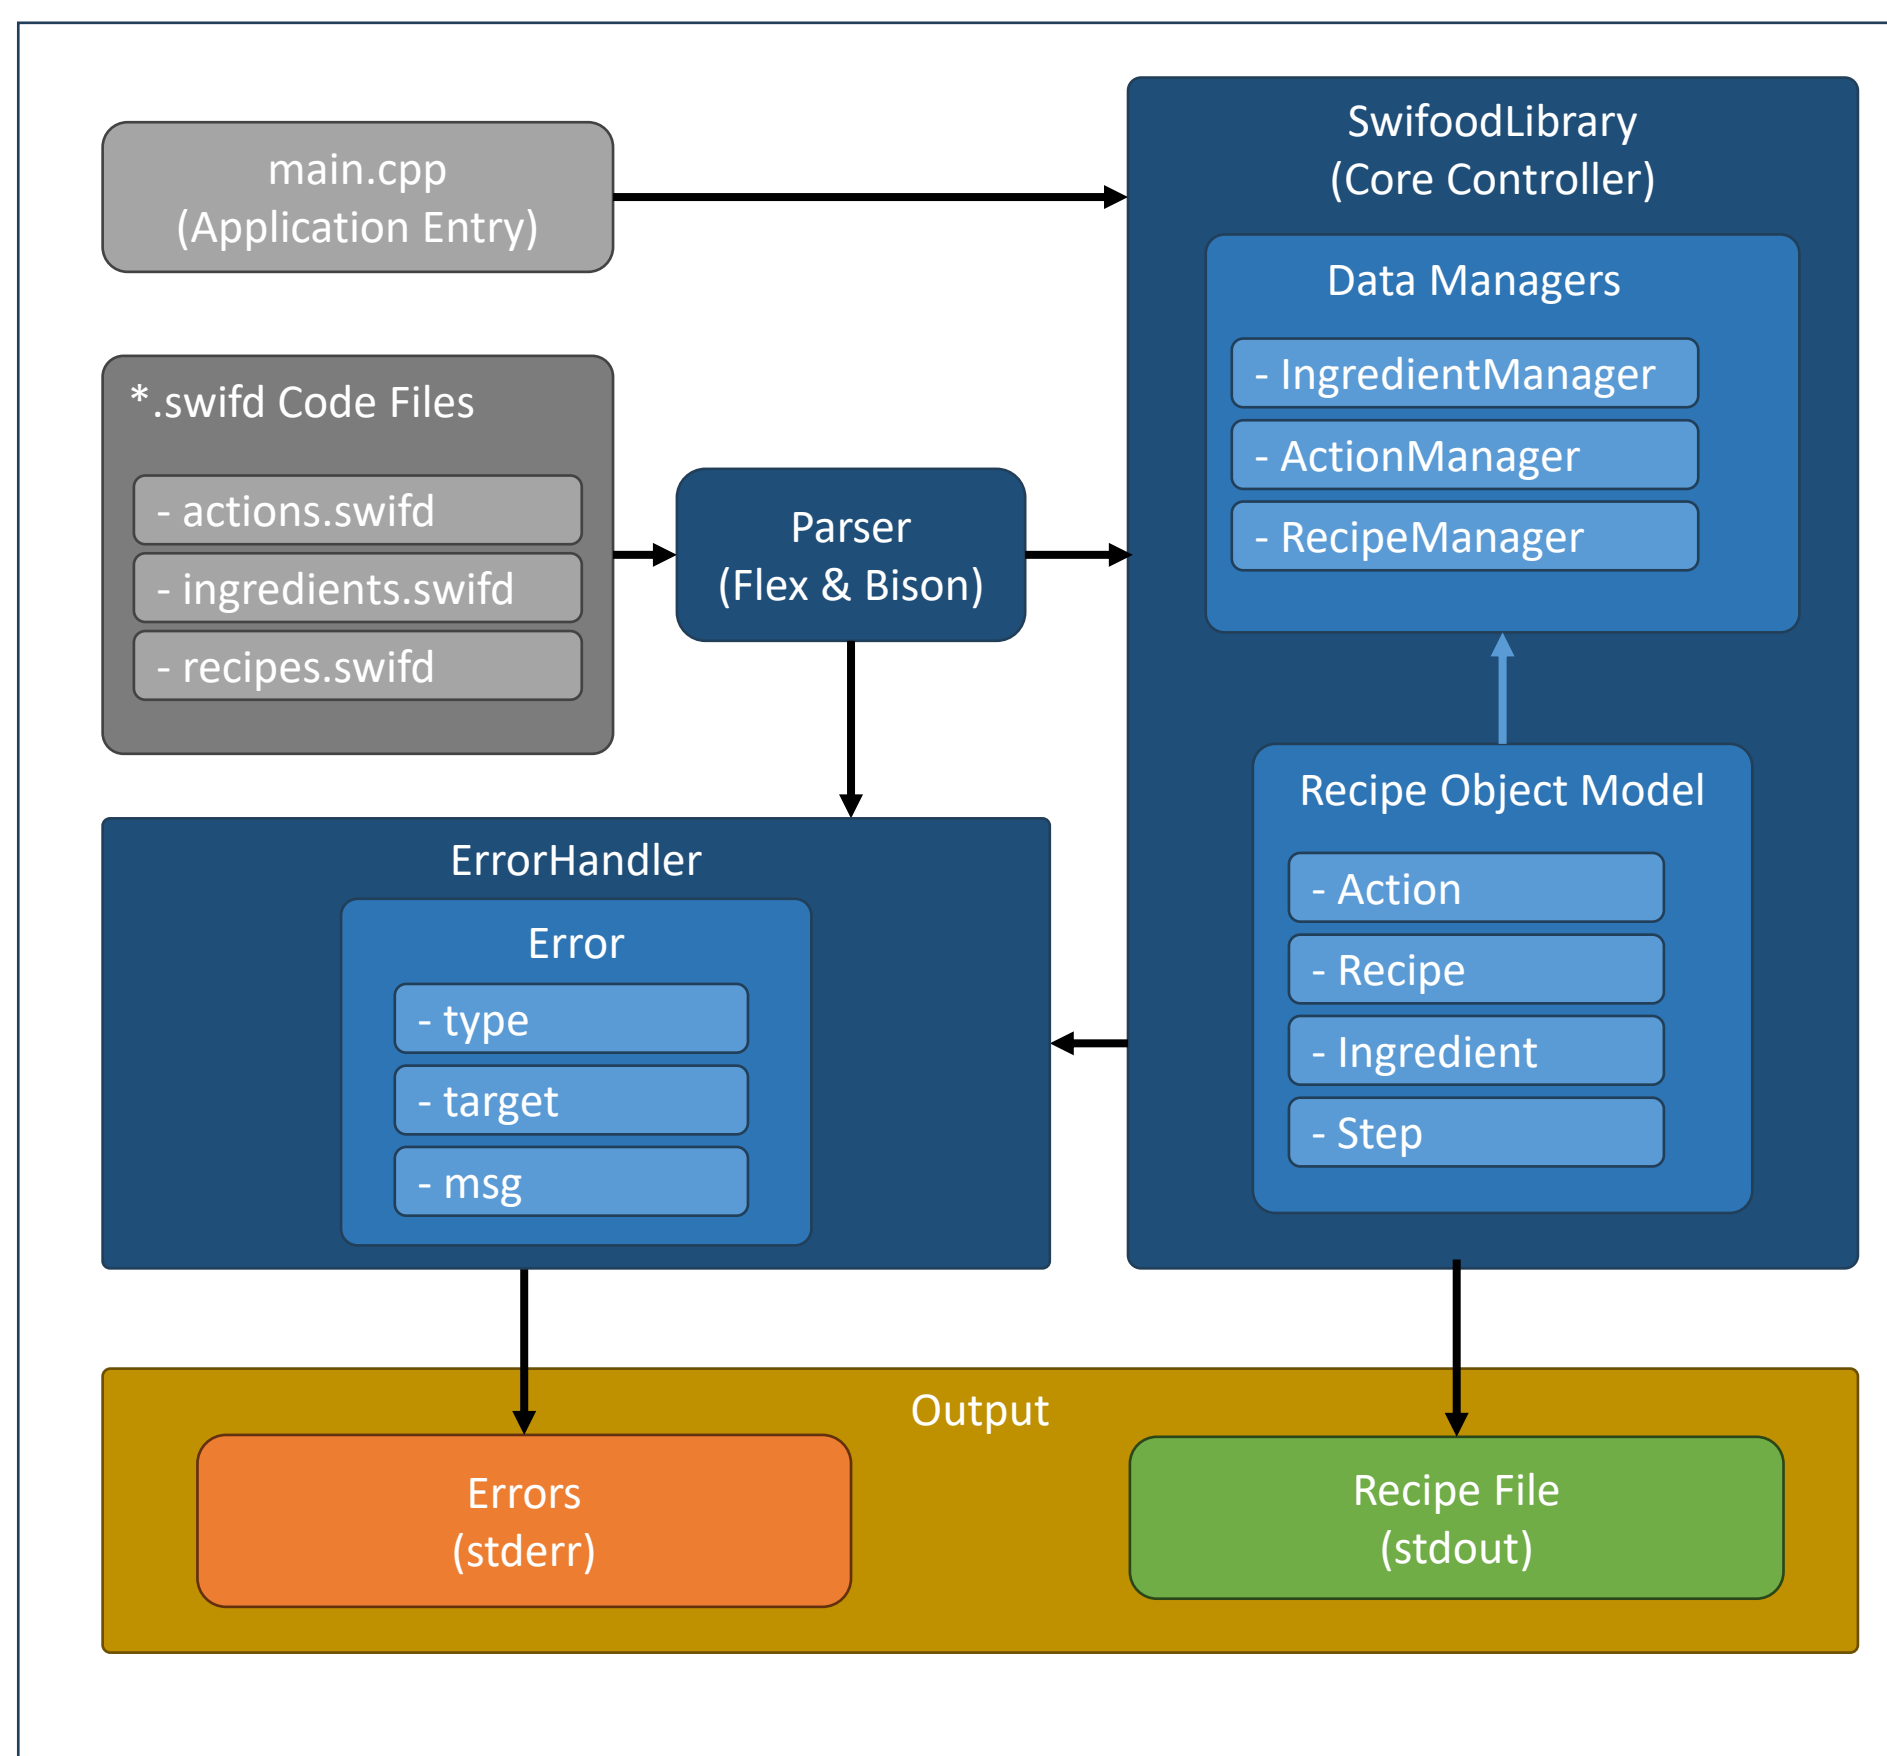 main.cpp
(Application Entry)
*.swifd Code Files
- actions.swifd
- ingredients.swifd
- recipes.swifd
Parser
(Flex & Bison)
SwifoodLibrary
(Core Controller)
Data Managers
- IngredientManager
- ActionManager
- RecipeManager
Recipe Object Model
- Action
- Recipe
- Ingredient
- Step
ErrorHandler
Error
- type
- target
- msg
Output
Errors
(stderr)
Recipe File
(stdout)